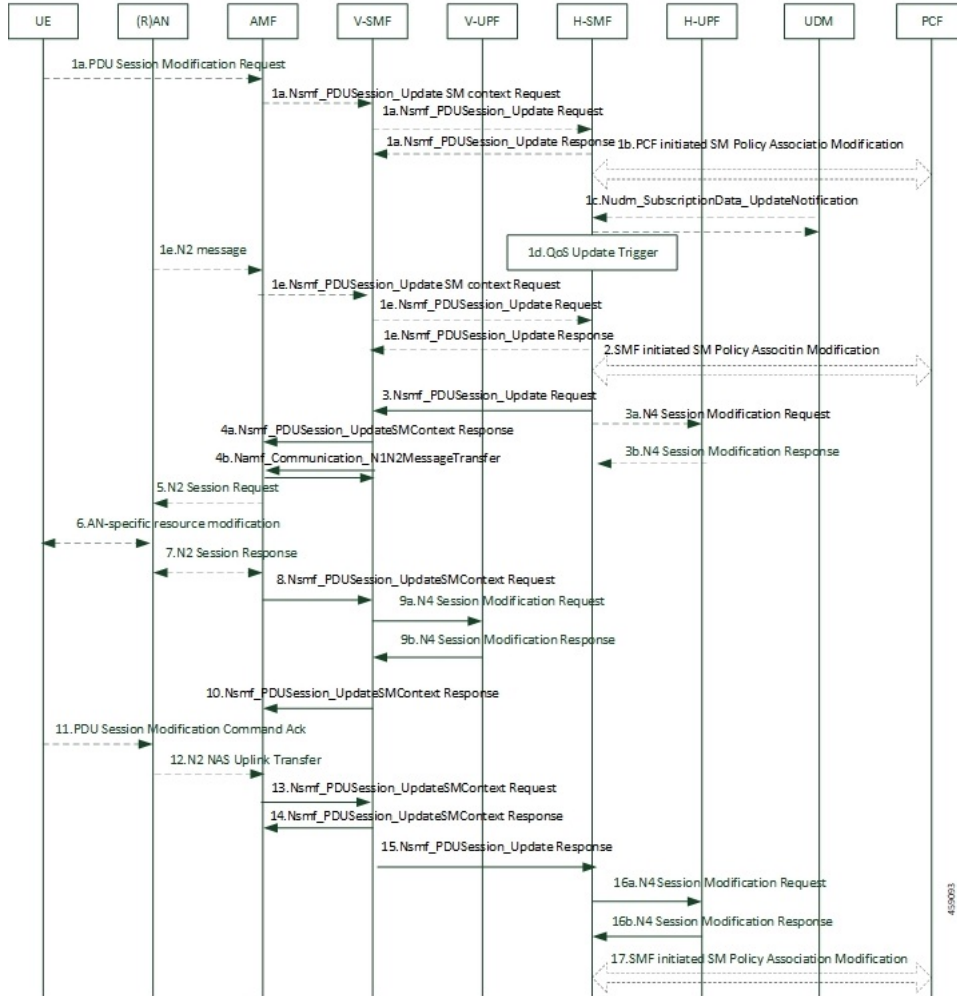 UE
(R)AN
AMF
V-SMF
V-UPF
H-SMF
H-UPF
UDM
PCF
1a.PDU Session Modification Request
1a.Nsmf_PDUSession_Update SM context Request
1a.Nsmf_PDUSession_Update Request
1a.Nsmf_PDUSession_Update Response
1b.PCF initiated SM Policy Associatio Modification
1c.Nudm_SubscriptionData_UpdateNotification
1d.QoS Update Trigger
1e.N2 message
1e.Nsmf_PDUSession_Update SM context Request
1e.Nsmf_PDUSession_Update Request
1e.Nsmf_PDUSession_Update Response
2.SMF initiated SM Policy Associtin Modification
3.Nsmf_PDUSession_Update Request
3a.N4 Session Modification Request
4a.Nsmf_PDUSession_UpdateSMContext Response
3b.N4 Session Modification Response
4b.Namf_Communication_N1N2MessageTransfer
5.N2 Session Request
6.AN-specific resource modification
7.N2 Session Response
8.Nsmf_PDUSession_UpdateSMContext Request
9a.N4 Session Modification Request
9b.N4 Session Modification Response
10.Nsmf_PDUSession_UpdateSMContext Response
11.PDU Session Modification Command Ack
12.N2 NAS Uplink Transfer
13.Nsmf_PDUSession_UpdateSMContext Request
14.Nsmf_PDUSession_UpdateSMContext Response
15.Nsmf_PDUSession_Update Response
16a.N4 Session Modification Request
16b.N4 Session Modification Response
17.SMF initiated SM Policy Association Modification
459093